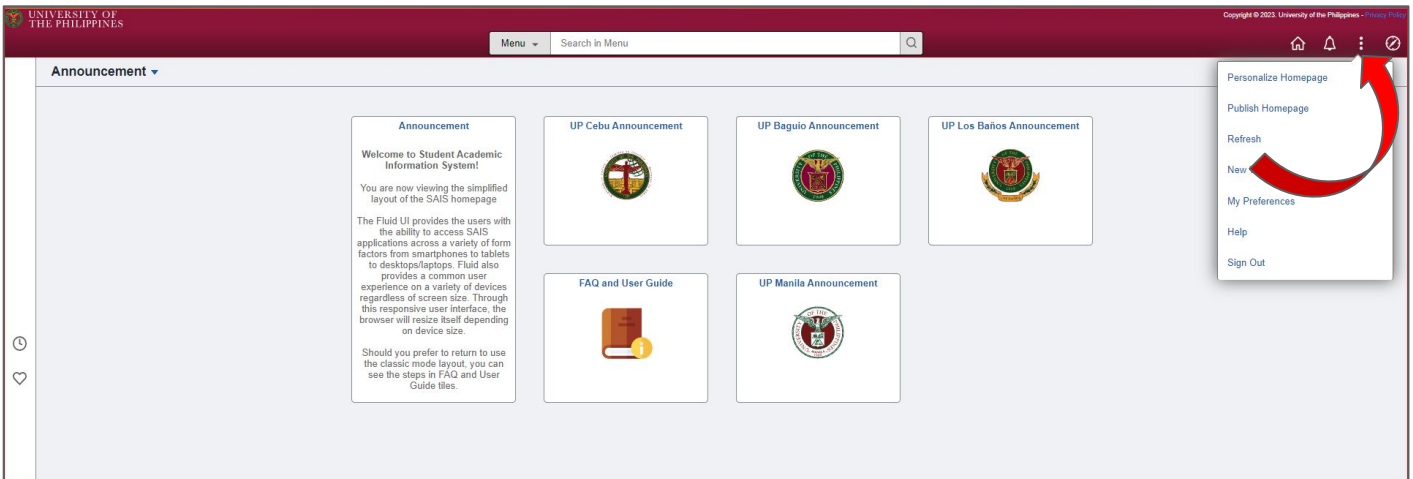 UNIVERSITY OF
THE PHILIPPINES
Copyright © 2023. University of the Philippines - Privacy Policy
Menu
Search in Menu
Announcement
Personalize Homepage
Publish Homepage
Refresh
New
My Preferences
Help
Sign Out
Announcement
Welcome to Student Academic
Information System!
You are now viewing the simplified
layout of the SAIS homepage
The Fluid UI provides the users with
the ability to access SAIS
applications across a variety of form
factors from smartphones to tablets
to desktops/laptops. Fluid also
provides a common user
experience on a variety of devices
regardless of screen size. Through
this responsive user interface, the
browser will resize itself depending
on device size.
Should you prefer to return to use
the classic mode layout, you can
see the steps in FAQ and User
Guide tiles.
UP Cebu Announcement
UP Baguio Announcement
UP Los Baños Announcement
FAQ and User Guide
UP Manila Announcement